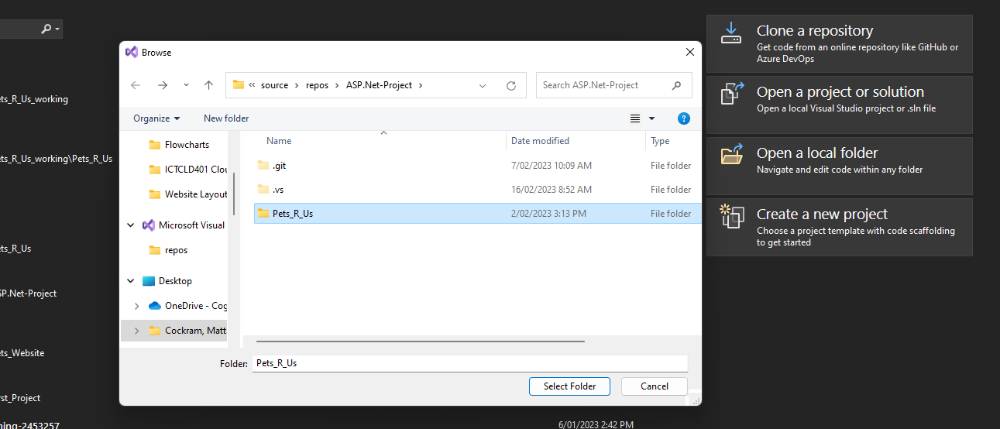 Clone a repository
Get code from an online repository like GitHub or
Azure DevOps
Open a project or solution
Open a local Visual Studio project or .sln file
Open a local folder
Navigate and edit code within any folder
Create a new project
Choose a project template with code scaffolding
to get started
ets_R_Us_working
ets_R_Us_working\Pets_R_Us
ets_R_Us
SP.Net-Project
ets_Website
rst_Project
ning-2453257
6/01/2023 2:42 PM
Browse
« source › repos › ASP.Net-Project ›
Search ASP.Net-Project
Organize
New folder
?
Flowcharts
ICTCLD401 Clou
Website Layout
Microsoft Visual
repos
Desktop
OneDrive - Cog
Cockram, Matt
Name Date modified Type
.git 7/02/2023 10:09 AM File folder
.vs 16/02/2023 8:52 AM File folder
Pets_R_Us 2/02/2023 3:13 PM File folder
Folder: Pets_R_Us
Select Folder
Cancel